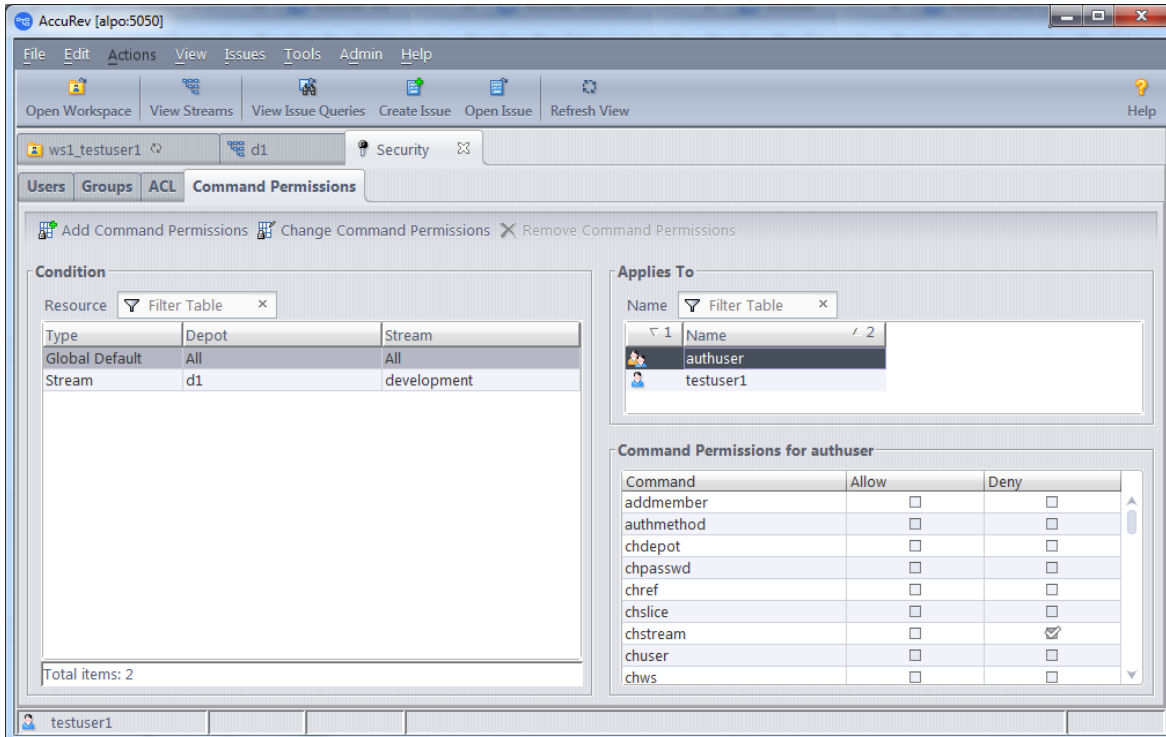 AccuRev [alpo:5050]
File Edit Actions View Issues Tools Admin Help
Open Workspace View Streams View Issue Queries Create Issue Open Issue Refresh View Help
ws1_testuser1 d1 Security
Users Groups ACL Command Permissions
Add Command Permissions Change Command Permissions Remove Command Permissions
Condition
Resource Filter Table
Type Depot Stream
Global Default All All
Stream d1 development
Total items: 2
Applies To
Name Filter Table
1 Name 2
authuser
testuser1
Command Permissions for authuser
Command Allow Deny
addmember
authmethod
chdepot
chpasswd
chref
chslice
chstream
chuser
chws
testuser1